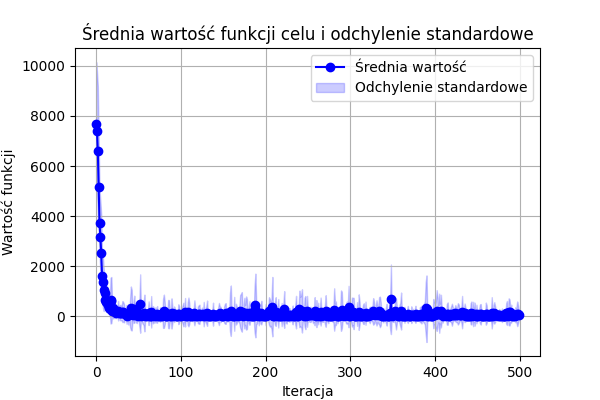 Średnia wartość funkcji celu i odchylenie standardowe
Średnia wartość
Odchylenie standardowe
Wartość funkcji
10000
8000
6000
4000
2000
0
0 100 200 300 400 500
Iteracja